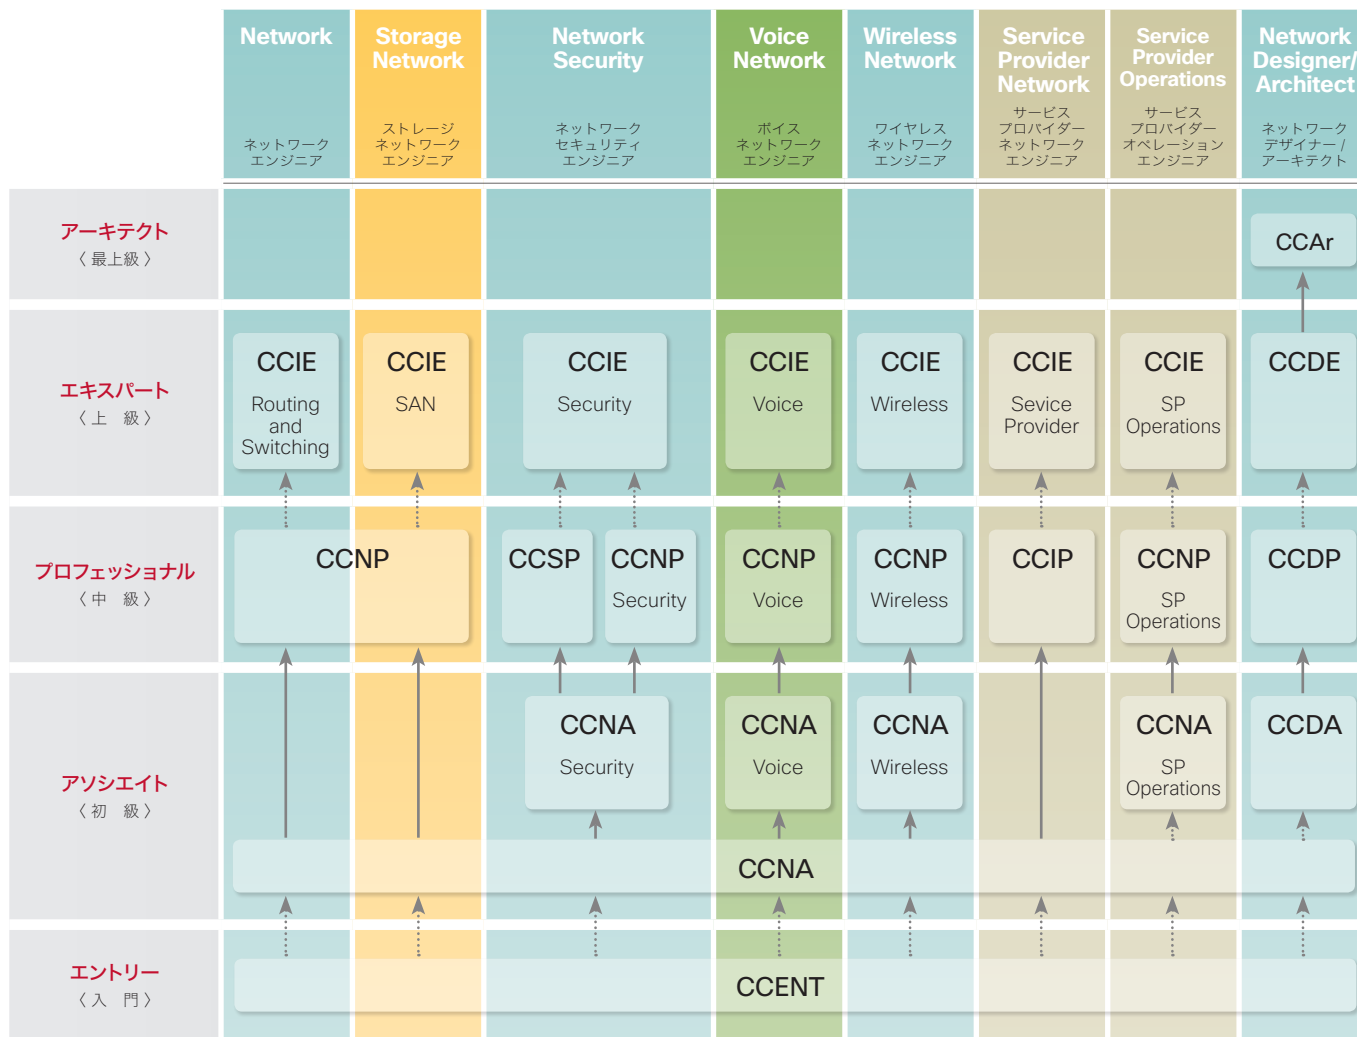 Network
Storage
Network
Network
Security
Voice
Network
Wireless
Network
Service
Provider
Network
Service
Provider
Operations
Network
Designer/
Architect
ネットワーク
エンジニア
ストレージ
ネットワーク
エンジニア
ネットワーク
セキュリティ
エンジニア
ボイス
ネットワーク
エンジニア
ワイヤレス
ネットワーク
エンジニア
サービス
プロバイダー
ネットワーク
エンジニア
サービス
プロバイダー
オペレーション
エンジニア
ネットワーク
デザイナー /
アーキテクト
アーキテクト
〈 最上級 〉
CCAr
エキスパート
〈 上 級 〉
CCIE
Routing
and
Switching
CCIE
SAN
CCIE
Security
CCIE
Voice
CCIE
Wireless
CCIE
Sevice
Provider
CCIE
SP
Operations
CCDE
プロフェッショナル
〈 中 級 〉
CCNP
CCSP
CCNP
Security
CCNP
Voice
CCNP
Wireless
CCIP
CCNP
SP
Operations
CCDP
アソシエイト
〈 初 級 〉
CCNA
Security
CCNA
Voice
CCNA
Wireless
CCNA
SP
Operations
CCDA
CCNA
エントリー
〈 入 門 〉
CCENT